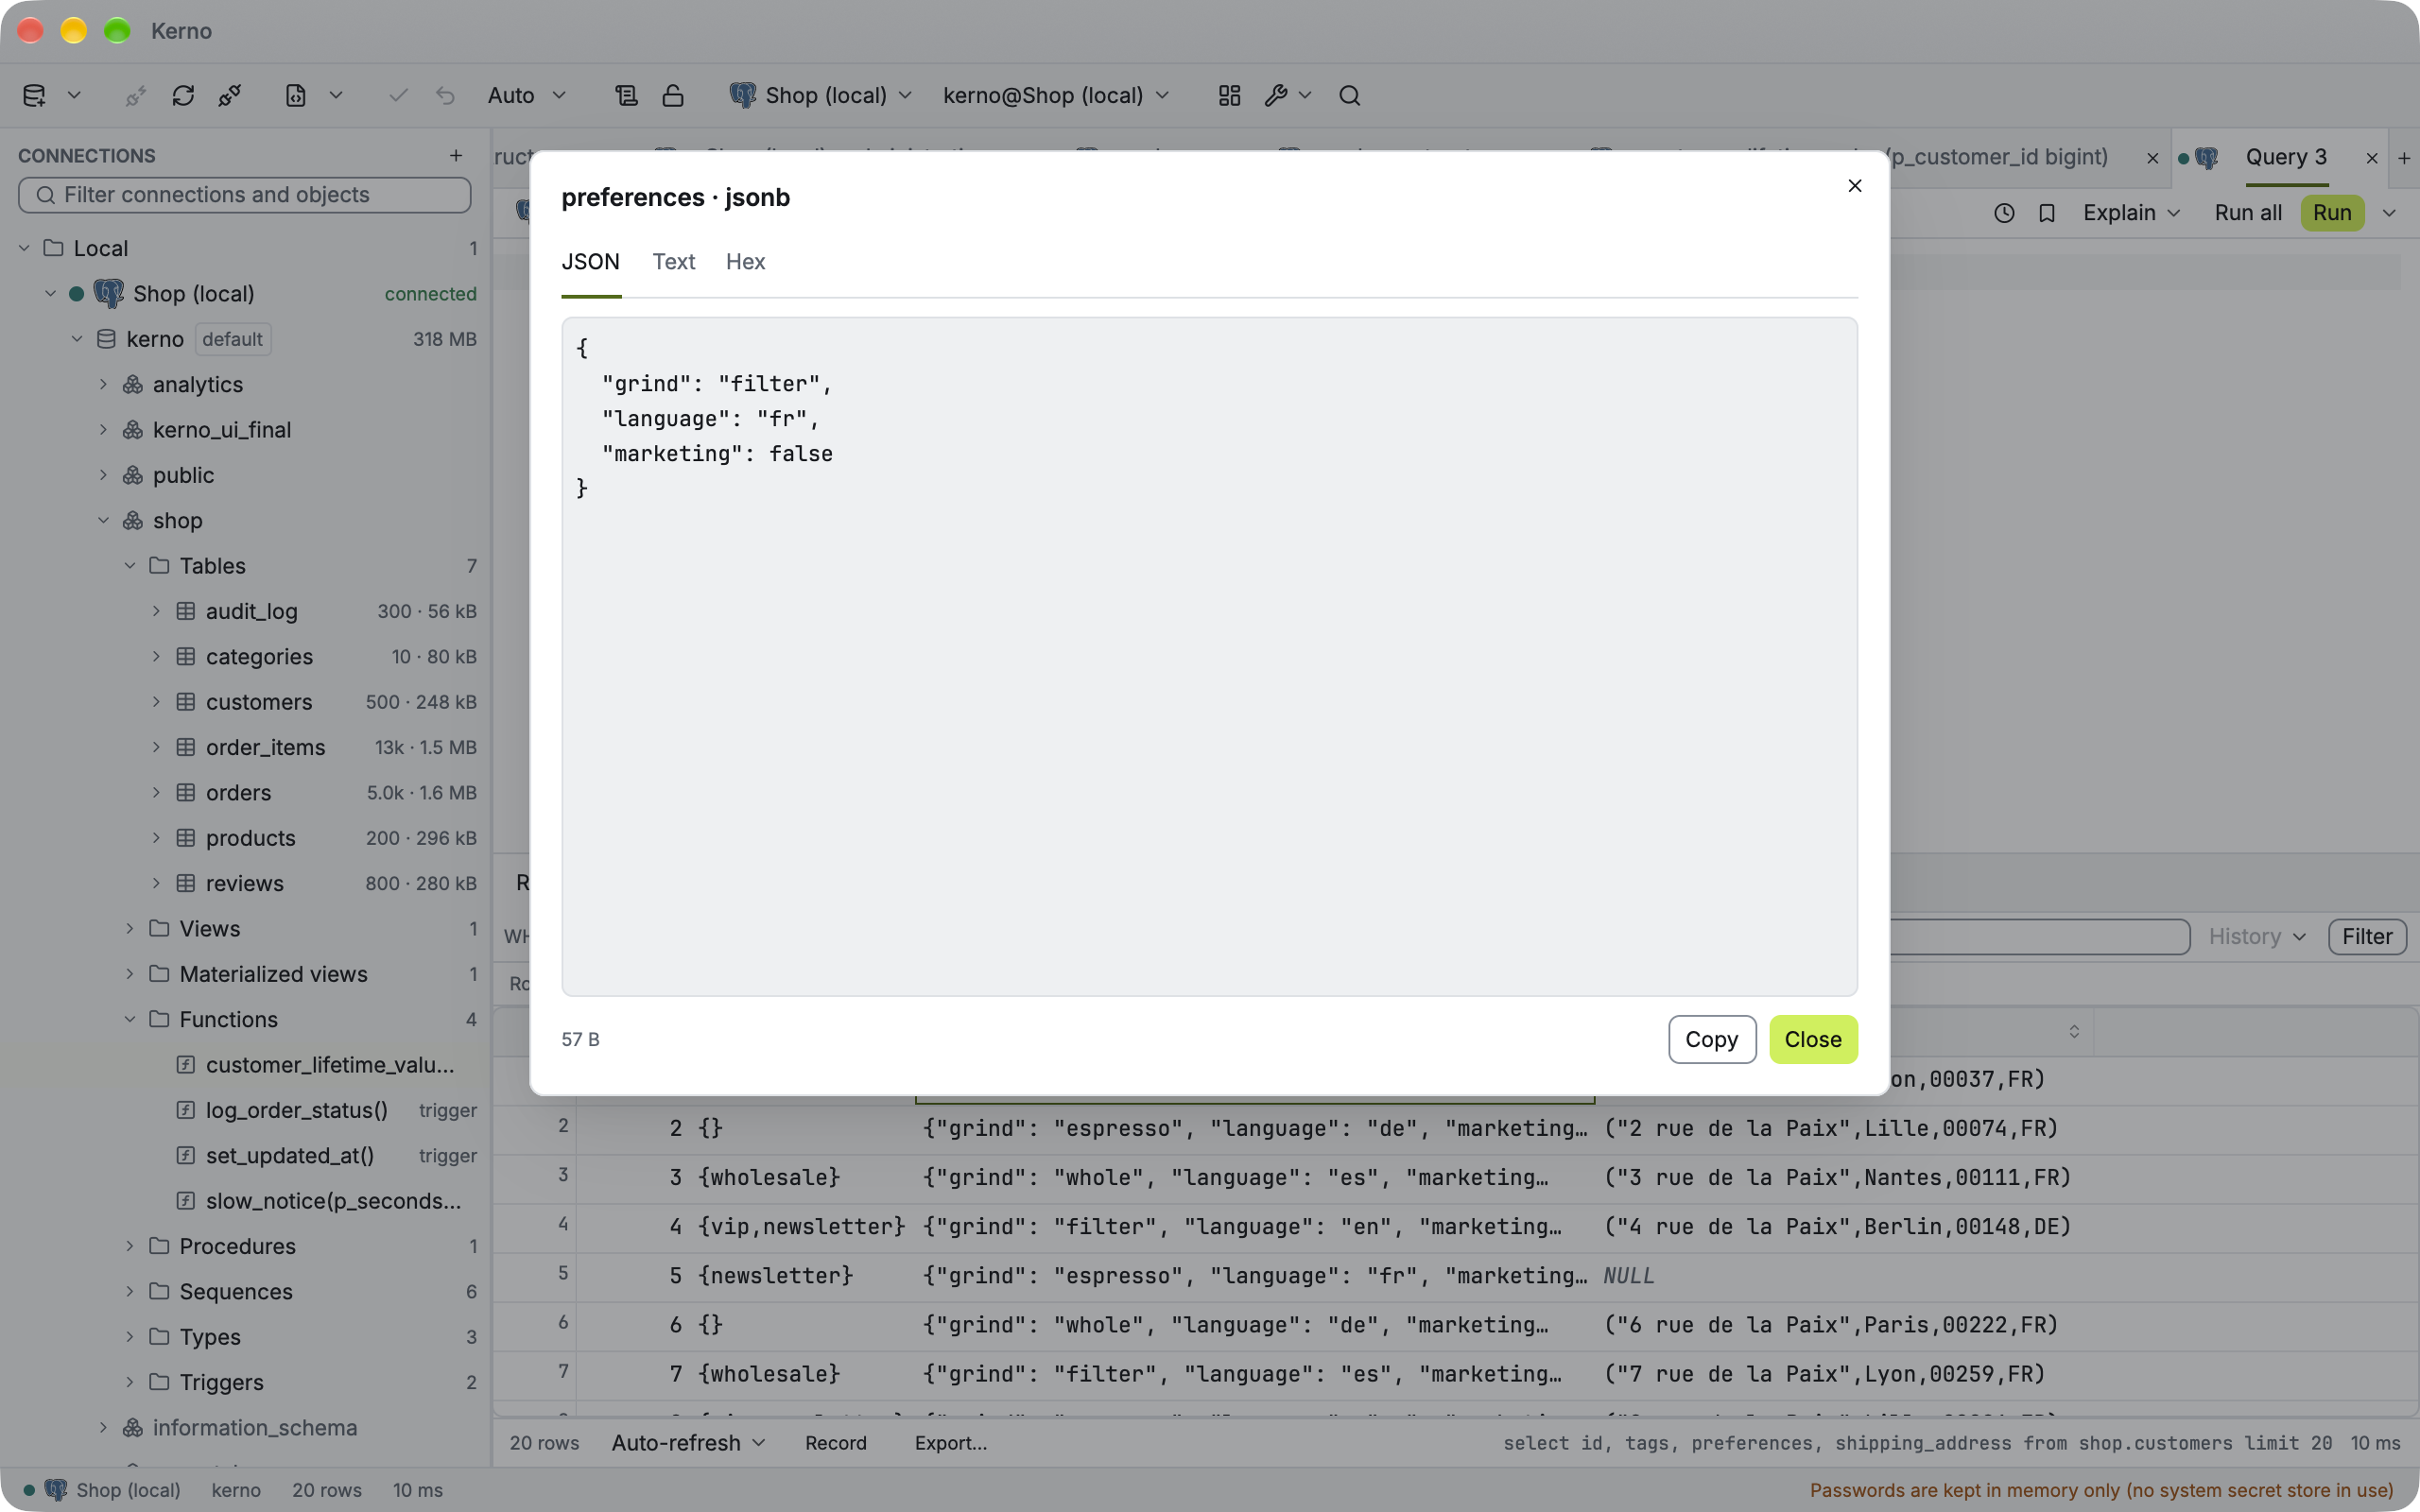 Kerno
Auto
Shop (local)
kerno@Shop (local)
CONNECTIONS
Filter connections and objects
Local 1
Shop (local) connected
kerno default 318 MB
analytics
kerno_ui_final
public
shop
Tables 7
audit_log 300 · 56 kB
categories 10 · 80 kB
customers 500 · 248 kB
order_items 13k · 1.5 MB
orders 5.0k · 1.6 MB
products 200 · 296 kB
reviews 800 · 280 kB
Views 1
Materialized views 1
Functions 4
customer_lifetime_valu...
log_order_status() trigger
set_updated_at() trigger
slow_notice(p_seconds...
Procedures 1
Sequences 6
Types 3
Triggers 2
information_schema
(p_customer_id bigint)
Query 3
Explain
Run all
Run
preferences · jsonb
JSON Text Hex
{
"grind": "filter",
"language": "fr",
"marketing": false
}
57 B
Copy
Close
History
Filter
on,00037,FR)
2 2 {} {"grind": "espresso", "language": "de", "marketing… ("2 rue de la Paix",Lille,00074,FR)
3 3 {wholesale} {"grind": "whole", "language": "es", "marketing… ("3 rue de la Paix",Nantes,00111,FR)
4 4 {vip,newsletter} {"grind": "filter", "language": "en", "marketing… ("4 rue de la Paix",Berlin,00148,DE)
5 5 {newsletter} {"grind": "espresso", "language": "fr", "marketing… NULL
6 6 {} {"grind": "whole", "language": "de", "marketing… ("6 rue de la Paix",Paris,00222,FR)
7 7 {wholesale} {"grind": "filter", "language": "es", "marketing… ("7 rue de la Paix",Lyon,00259,FR)
20 rows Auto-refresh Record Export... select id, tags, preferences, shipping_address from shop.customers limit 20 10 ms
Shop (local) kerno 20 rows 10 ms Passwords are kept in memory only (no system secret store in use)